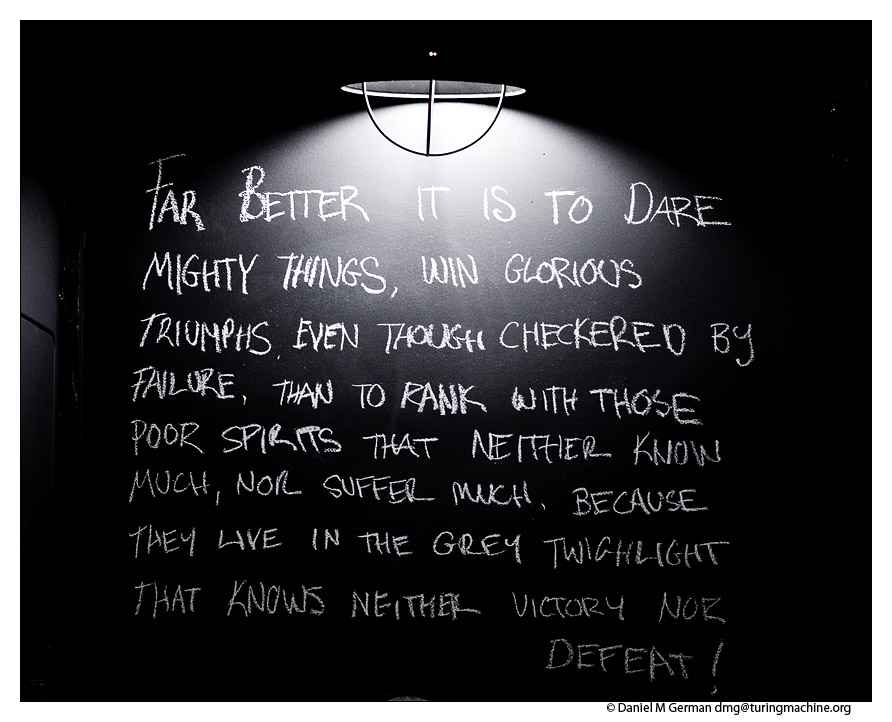 FAR BETTER IT IS TO DARE
MIGHTY THINGS, WIN GLORIOUS
TRIUMPHS, EVEN THOUGH CHECKERED BY
FAILURE, THAN TO RANK WITH THOSE
POOR SPIRITS THAT NEITHER KNOW
MUCH, NOR SUFFER MUCH, BECAUSE
THEY LIVE IN THE GREY TWIGHLIGHT
THAT KNOWS NEITHER VICTORY NOR
DEFEAT!
© Daniel M German dmg@turingmachine.org